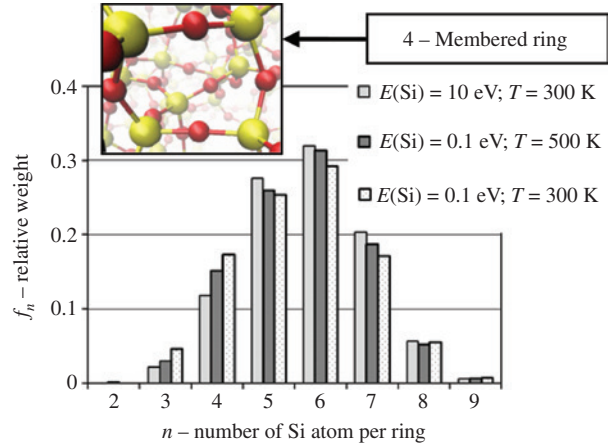 4 – Membered ring
E(Si) = 10 eV; T = 300 K
E(Si) = 0.1 eV; T = 500 K
E(Si) = 0.1 eV; T = 300 K
fn – relative weight
0.4
0.3
0.2
0.1
0
2 3 4 5 6 7 8 9
n – number of Si atom per ring